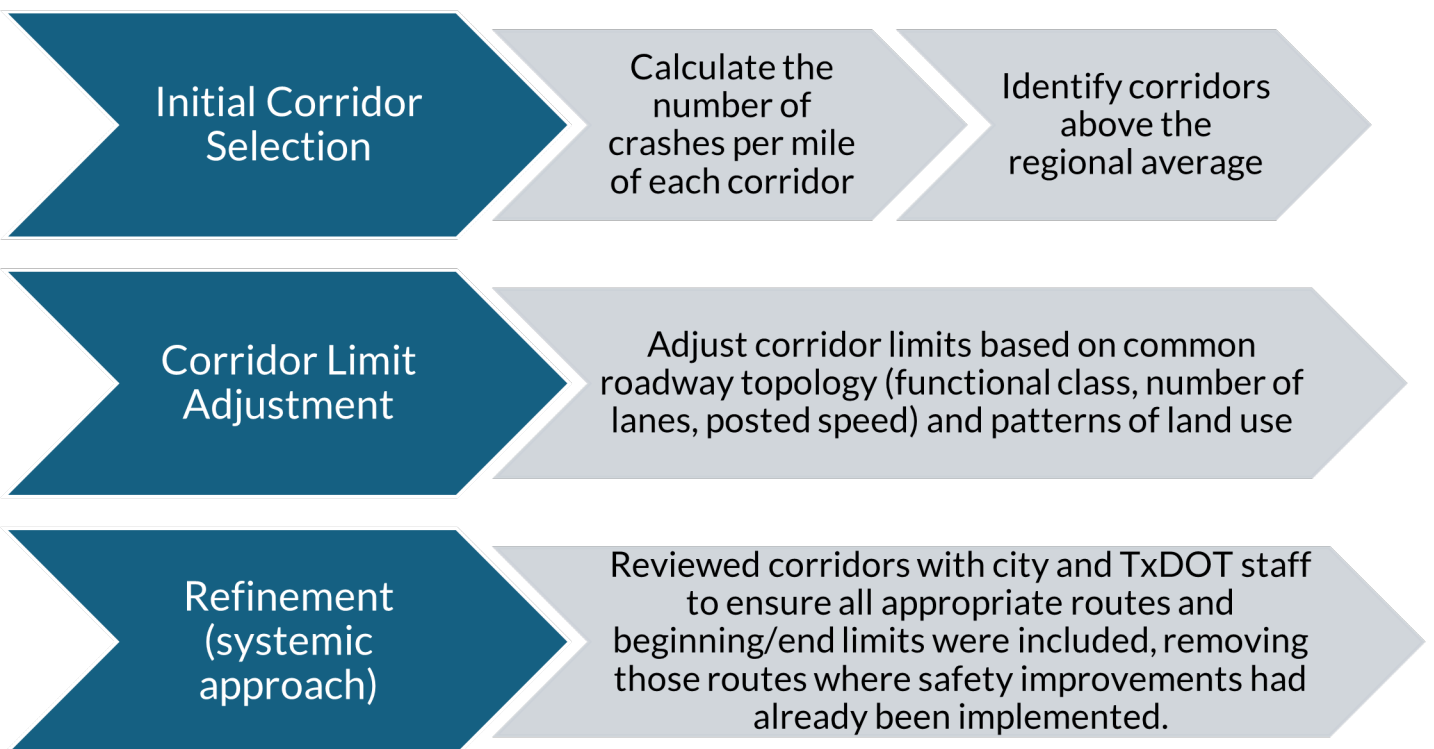 Initial Corridor
Selection
Calculate the
number of
crashes per mile
of each corridor
Identify corridors
above the
regional average
Corridor Limit
Adjustment
Adjust corridor limits based on common
roadway topology (functional class, number of
lanes, posted speed) and patterns of land use
Refinement
(systemic
approach)
Reviewed corridors with city and TxDOT staff
to ensure all appropriate routes and
beginning/end limits were included, removing
those routes where safety improvements had
already been implemented.